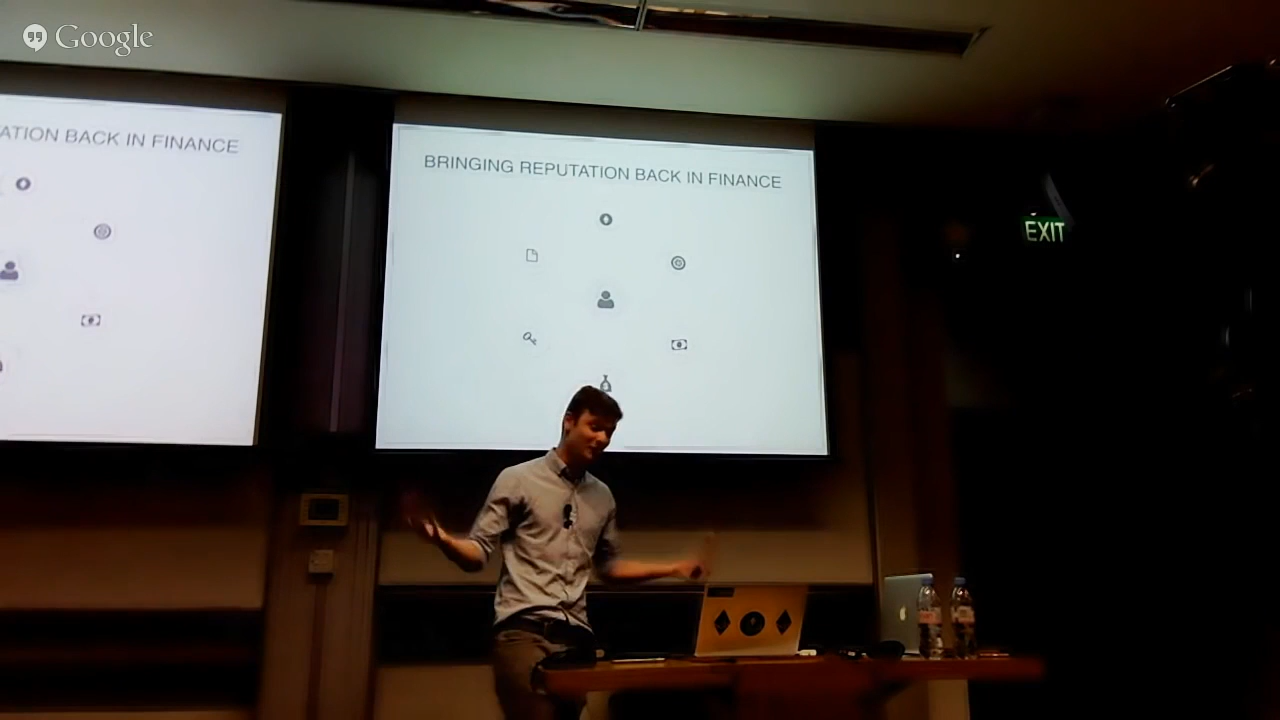 Google
ATION BACK IN FINANCE
BRINGING REPUTATION BACK IN FINANCE
EXIT